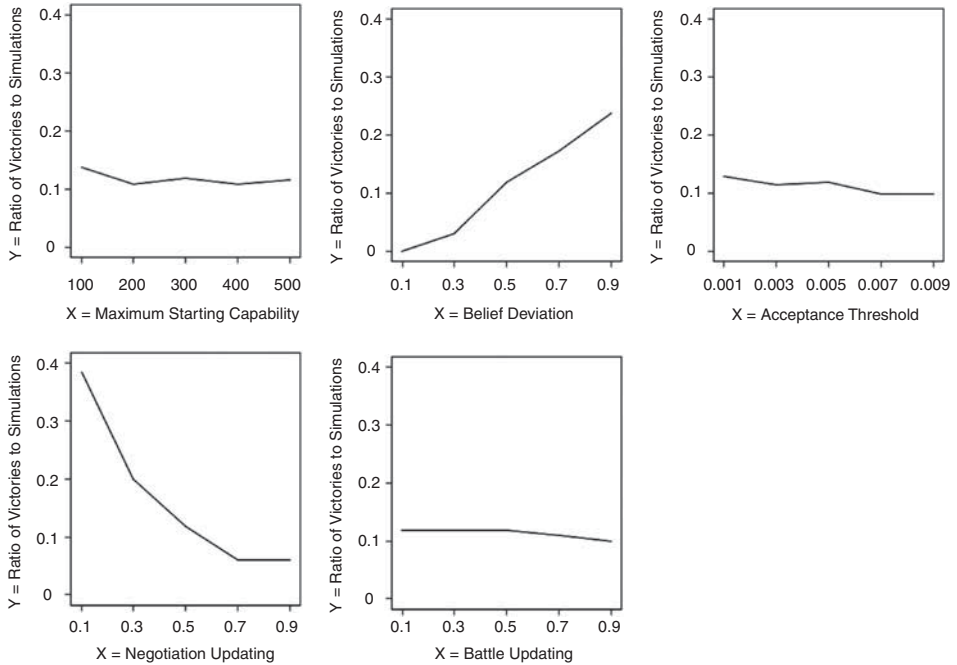 Y = Ratio of Victories to Simulations
0.4
0.3
0.2
0.1
0
100 200 300 400 500
X = Maximum Starting Capability
Y = Ratio of Victories to Simulations
0.4
0.3
0.2
0.1
0
0.1 0.3 0.5 0.7 0.9
X = Belief Deviation
Y = Ratio of Victories to Simulations
0.4
0.3
0.2
0.1
0
0.001 0.003 0.005 0.007 0.009
X = Acceptance Threshold
Y = Ratio of Victories to Simulations
0.4
0.3
0.2
0.1
0
0.1 0.3 0.5 0.7 0.9
X = Negotiation Updating
Y = Ratio of Victories to Simulations
0.4
0.3
0.2
0.1
0
0.1 0.3 0.5 0.7 0.9
X = Battle Updating